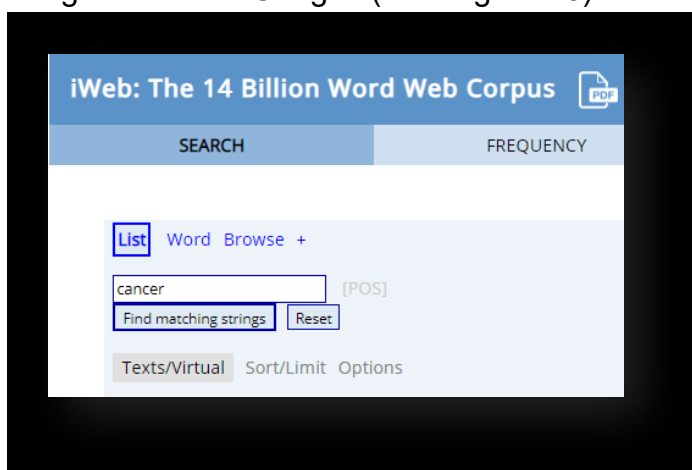 iWeb: The 14 Billion Word Web Corpus PDF
SEARCH FREQUENCY
List Word Browse +
cancer [POS]
Find matching strings Reset
Texts/Virtual Sort/Limit Options